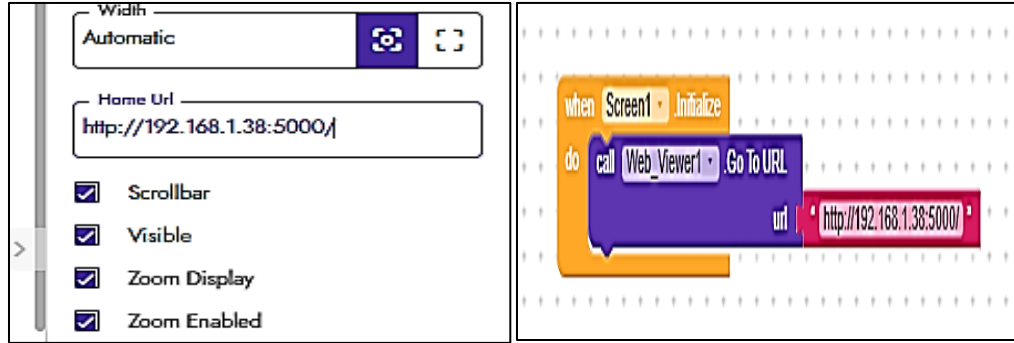 Width
Automatic
Home Url
http://192.168.1.38:5000/
Scrollbar
Visible
Zoom Display
Zoom Enabled
when Screen1 .Initialize
do call Web_Viewer1 .Go To URL
url " http://192.168.1.38:5000/ "